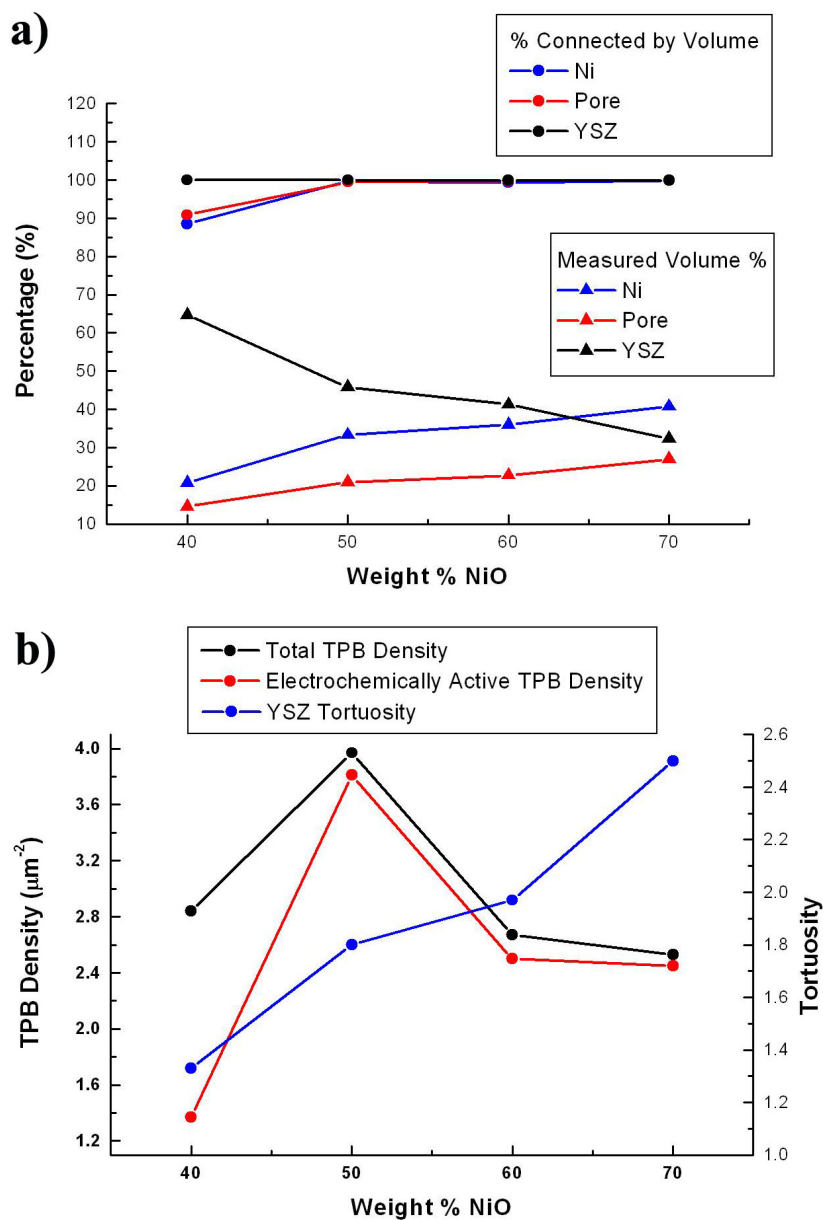 a)
% Connected by Volume
Ni
Pore
YSZ
120
110
100
90
80
70
60
50
40
30
20
10
Percentage (%)
Measured Volume %
Ni
Pore
YSZ
40 50 60 70
Weight % NiO
b)
Total TPB Density
Electrochemically Active TPB Density
YSZ Tortuosity
4.0
3.6
3.2
2.8
2.4
2.0
1.6
1.2
TPB Density (μm⁻²)
2.6
2.4
2.2
2.0
1.8
1.6
1.4
1.2
1.0
Tortuosity
40 50 60 70
Weight % NiO